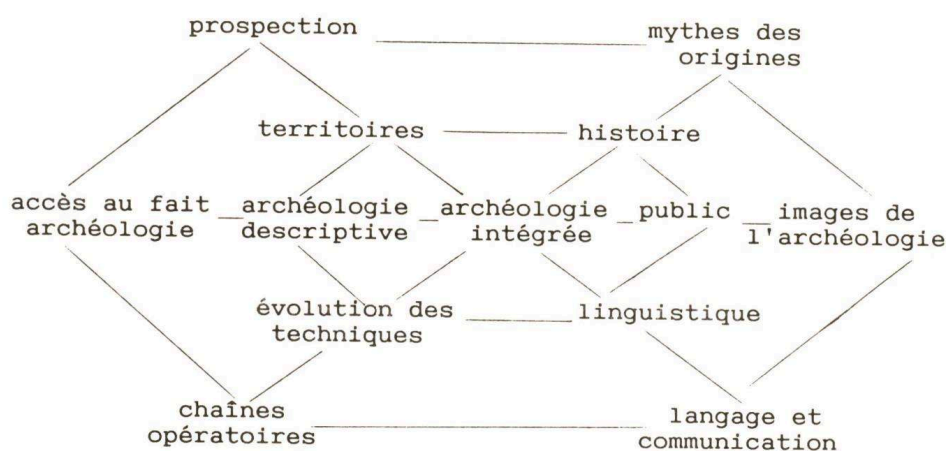 prospection
mythes des
origines
territoires
histoire
accès au fait
archéologie
archéologie
descriptive
archéologie
intégrée
public
images de
l'archéologie
évolution des
techniques
linguistique
chaînes
opératoires
langage et
communication